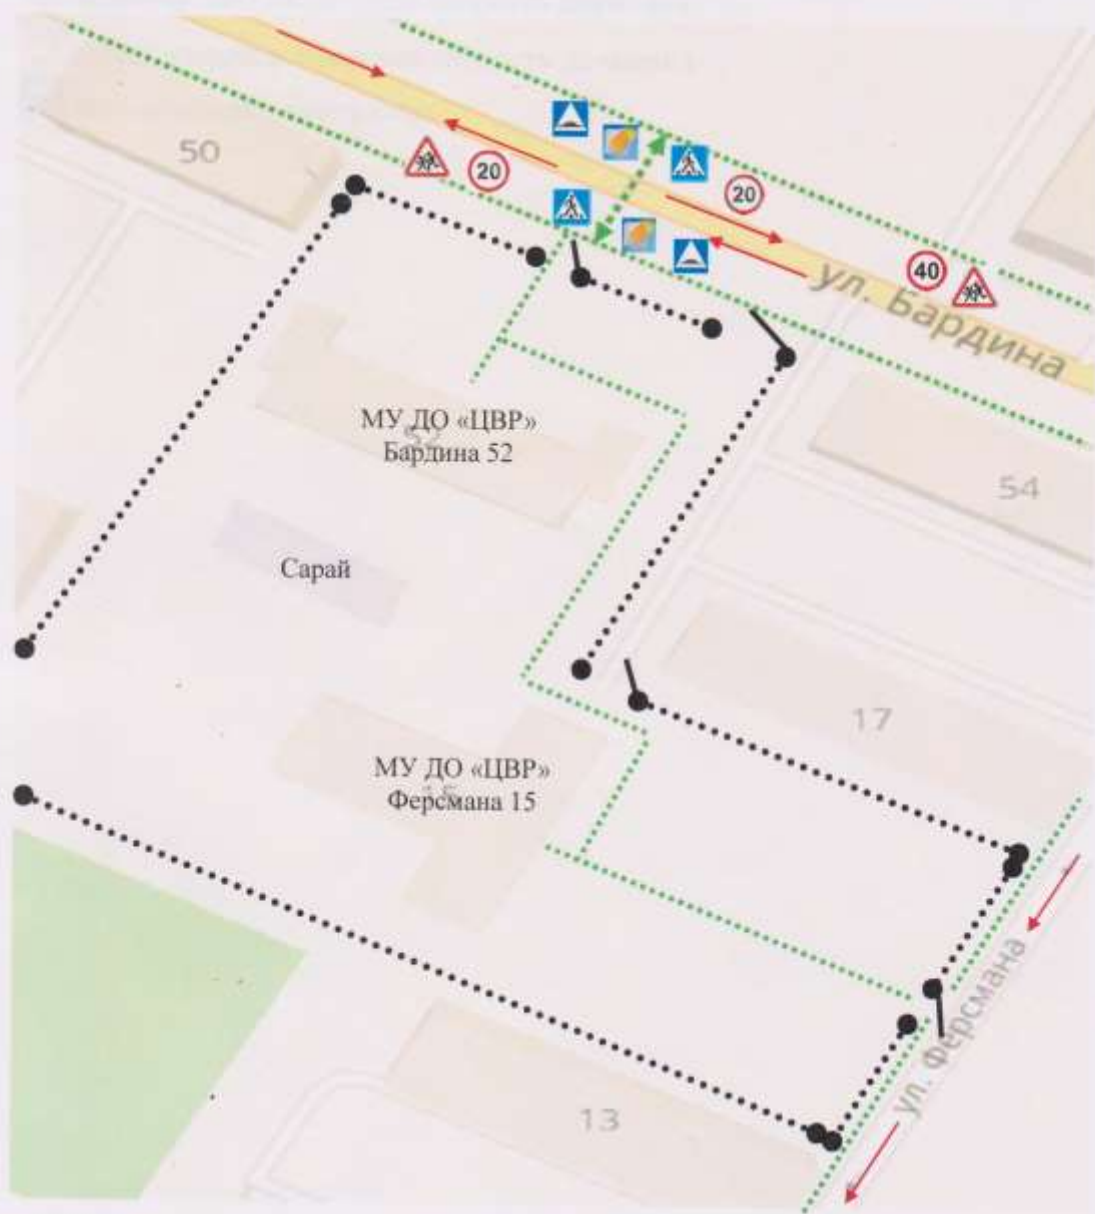 50
20
20
40
ул. Бардина
МУ ДО «ЦВР»
Бардина 52
54
Сарай
17
МУ ДО «ЦВР»
Ферсмана 15
ул. Ферсмана
13